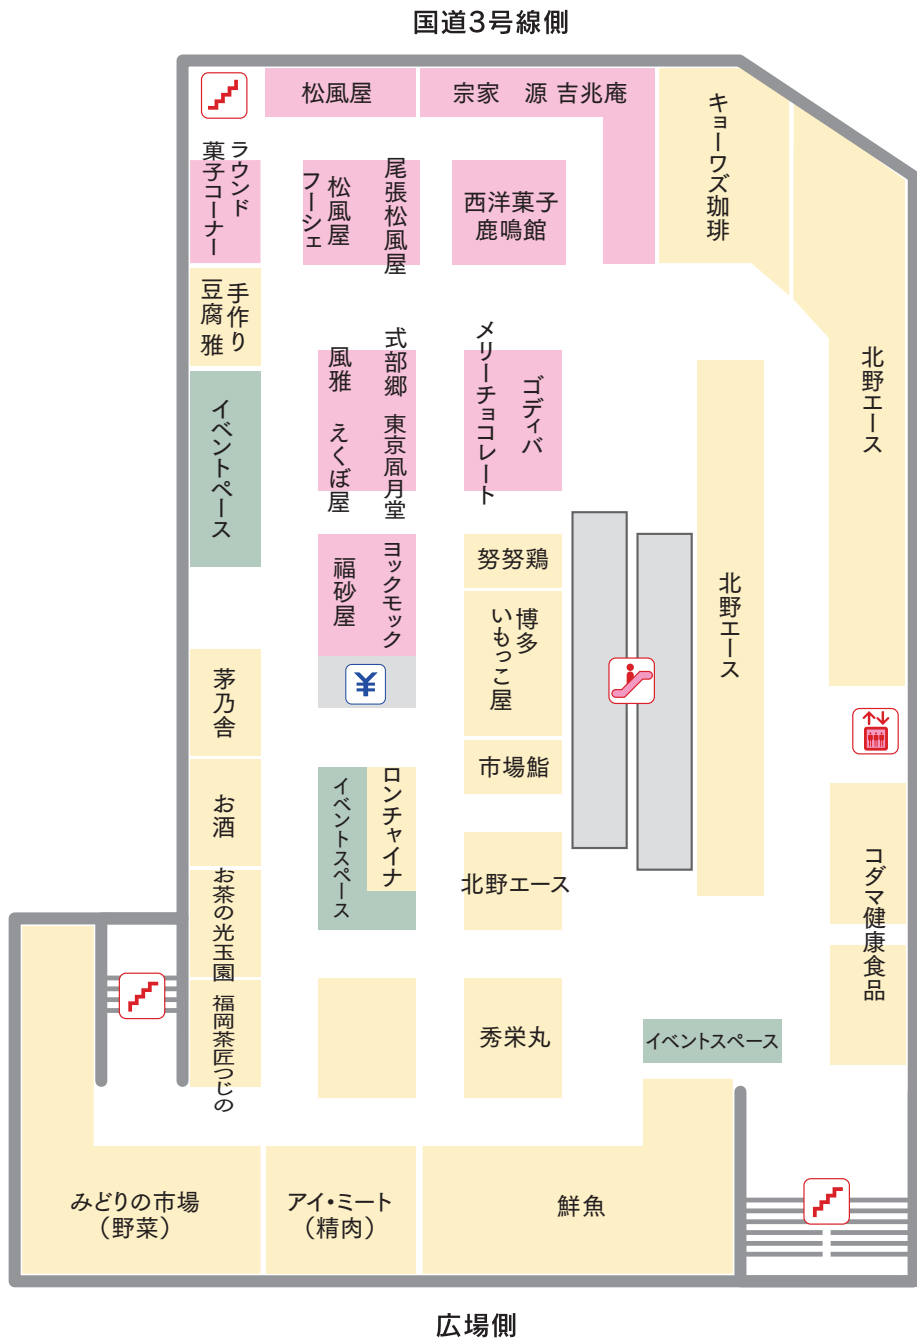 国道3号線側
松風屋
宗家 源 吉兆庵
キョーワズ珈琲
ラウンド
菓子コーナー
松風屋
フーシェ
尾張松風屋
西洋菓子
鹿鳴館
手作り
豆腐 雅
北野エース
イベントペース
風雅 えくぼ屋
式部郷 東京凮月堂
メリーチョコレート
ゴディバ
福砂屋
ヨックモック
努努鶏
博多
いもっこ屋
北野エース
茅乃舎
¥
市場鮨
お酒
イベントスペース
ロンチャイナ
北野エース
コダマ健康食品
お茶の光玉園
福岡茶匠つじの
秀栄丸
イベントスペース
みどりの市場
（野菜）
アイ・ミート
（精肉）
鮮魚
広場側